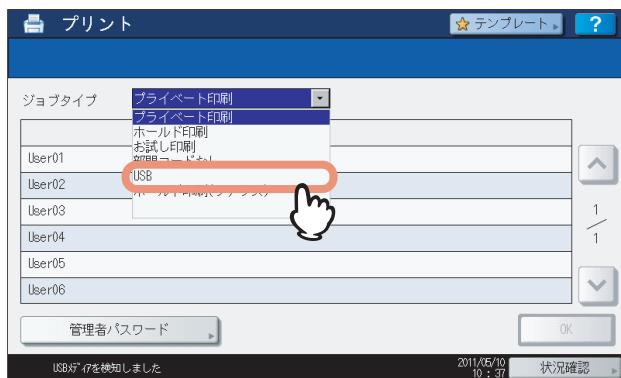 プリント
テンプレート
?
ジョブタイプ
プライベート印刷
プライベート印刷
ホールド印刷
お試し印刷
部門コードなし
USB
User01
User02
User03
User04
User05
User06
1
1
管理者パスワード
OK
USBﾒﾃﾞｨｱを検知しました
2011/05/10
10 : 37
状況確認